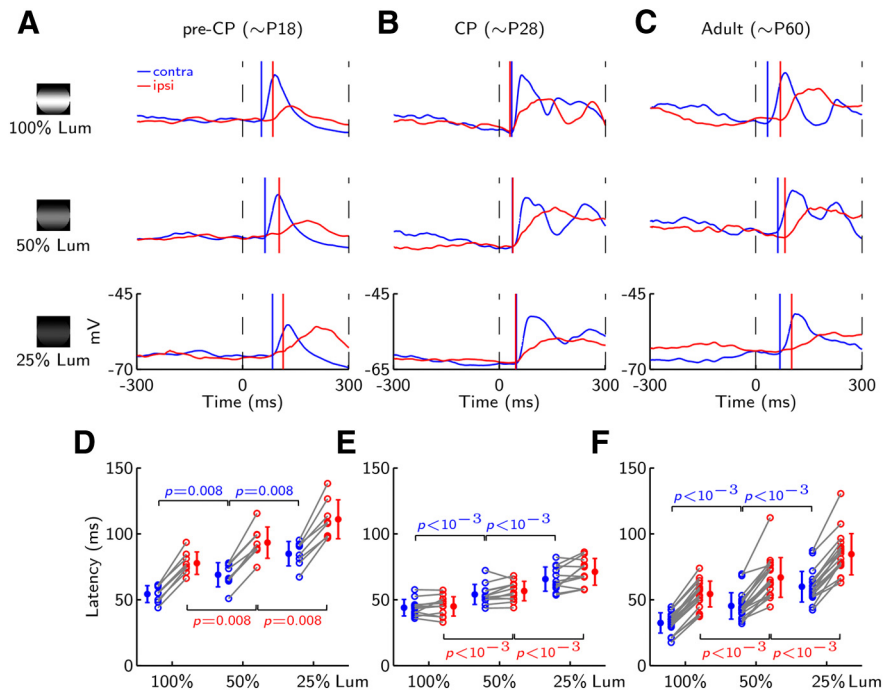 A pre-CP (∼P18) B CP (∼P28) C Adult (∼P60)
contra
ipsi
100% Lum
50% Lum
-45 -45
mV
25% Lum
-70 -65
-300 0 300 -300 0 300 -300 0 300
Time (ms) Time (ms) Time (ms)
D E F
150 150 150
p=0.008 p=0.008 p<10−3 p<10−3 p<10−3 p<10−3
100 100 100
Latency (ms)
50 50 50
p=0.008 p=0.008 p<10−3 p<10−3 p<10−3 p<10−3
0 0 0
100% 50% 25% Lum 100% 50% 25% Lum 100% 50% 25% Lum